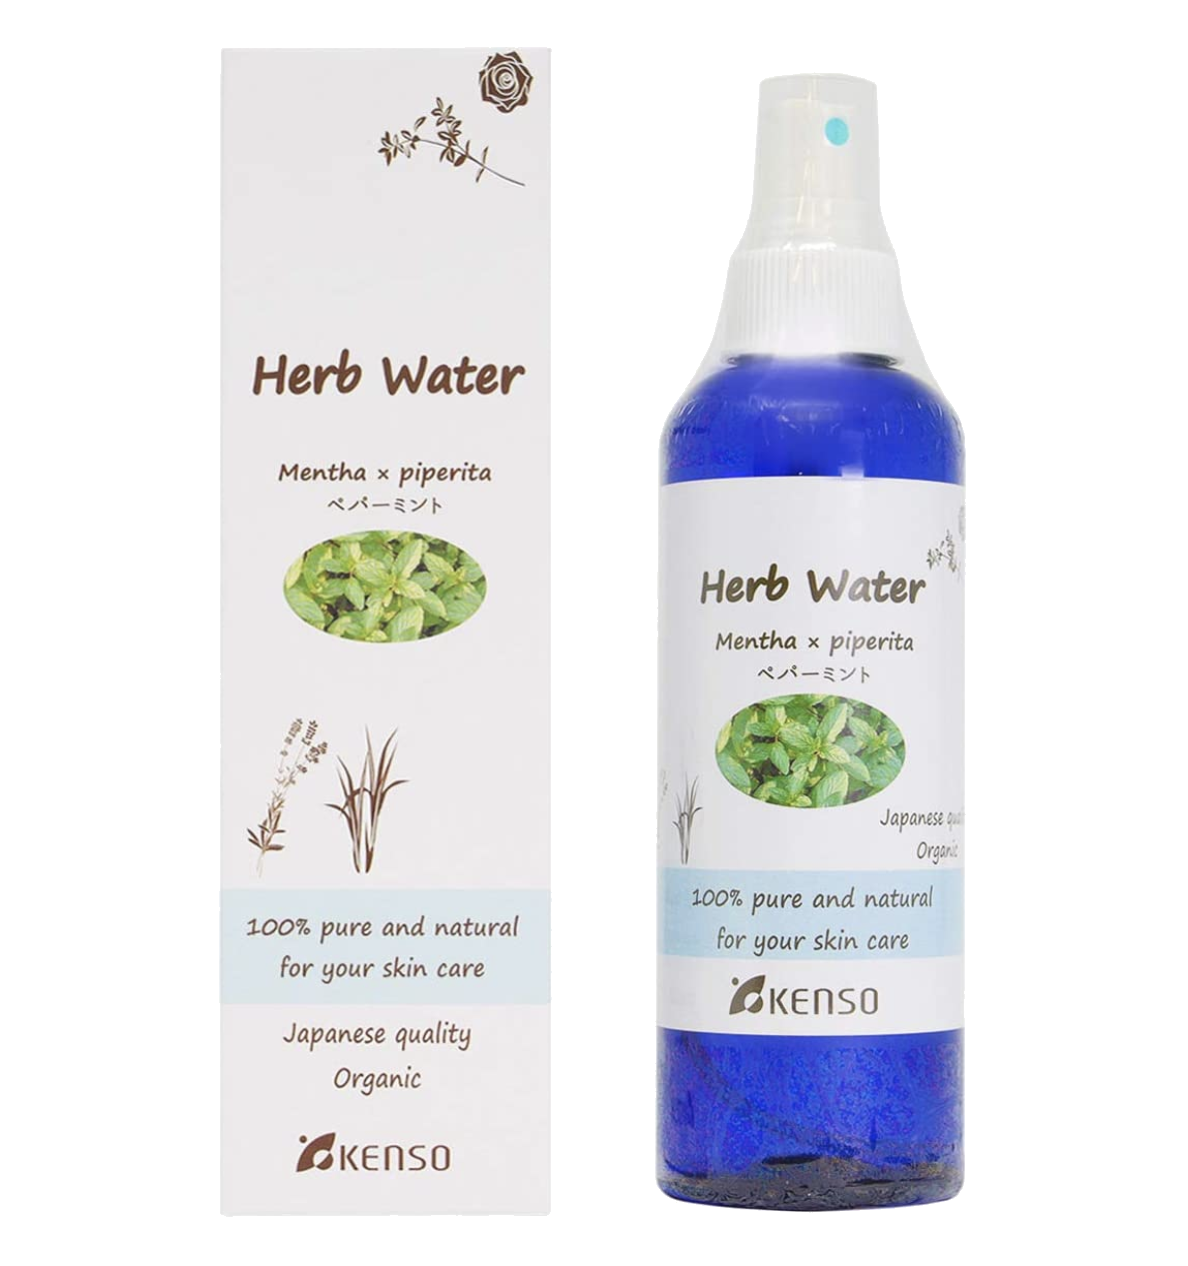 Herb Water
Mentha × piperita
ペパーミント
100% pure and natural
for your skin care
Japanese quality
Organic
KENSO
Herb Water
Mentha × piperita
ペパーミント
Japanese
Organic
100% pure and natural
for your skin care
KENSO